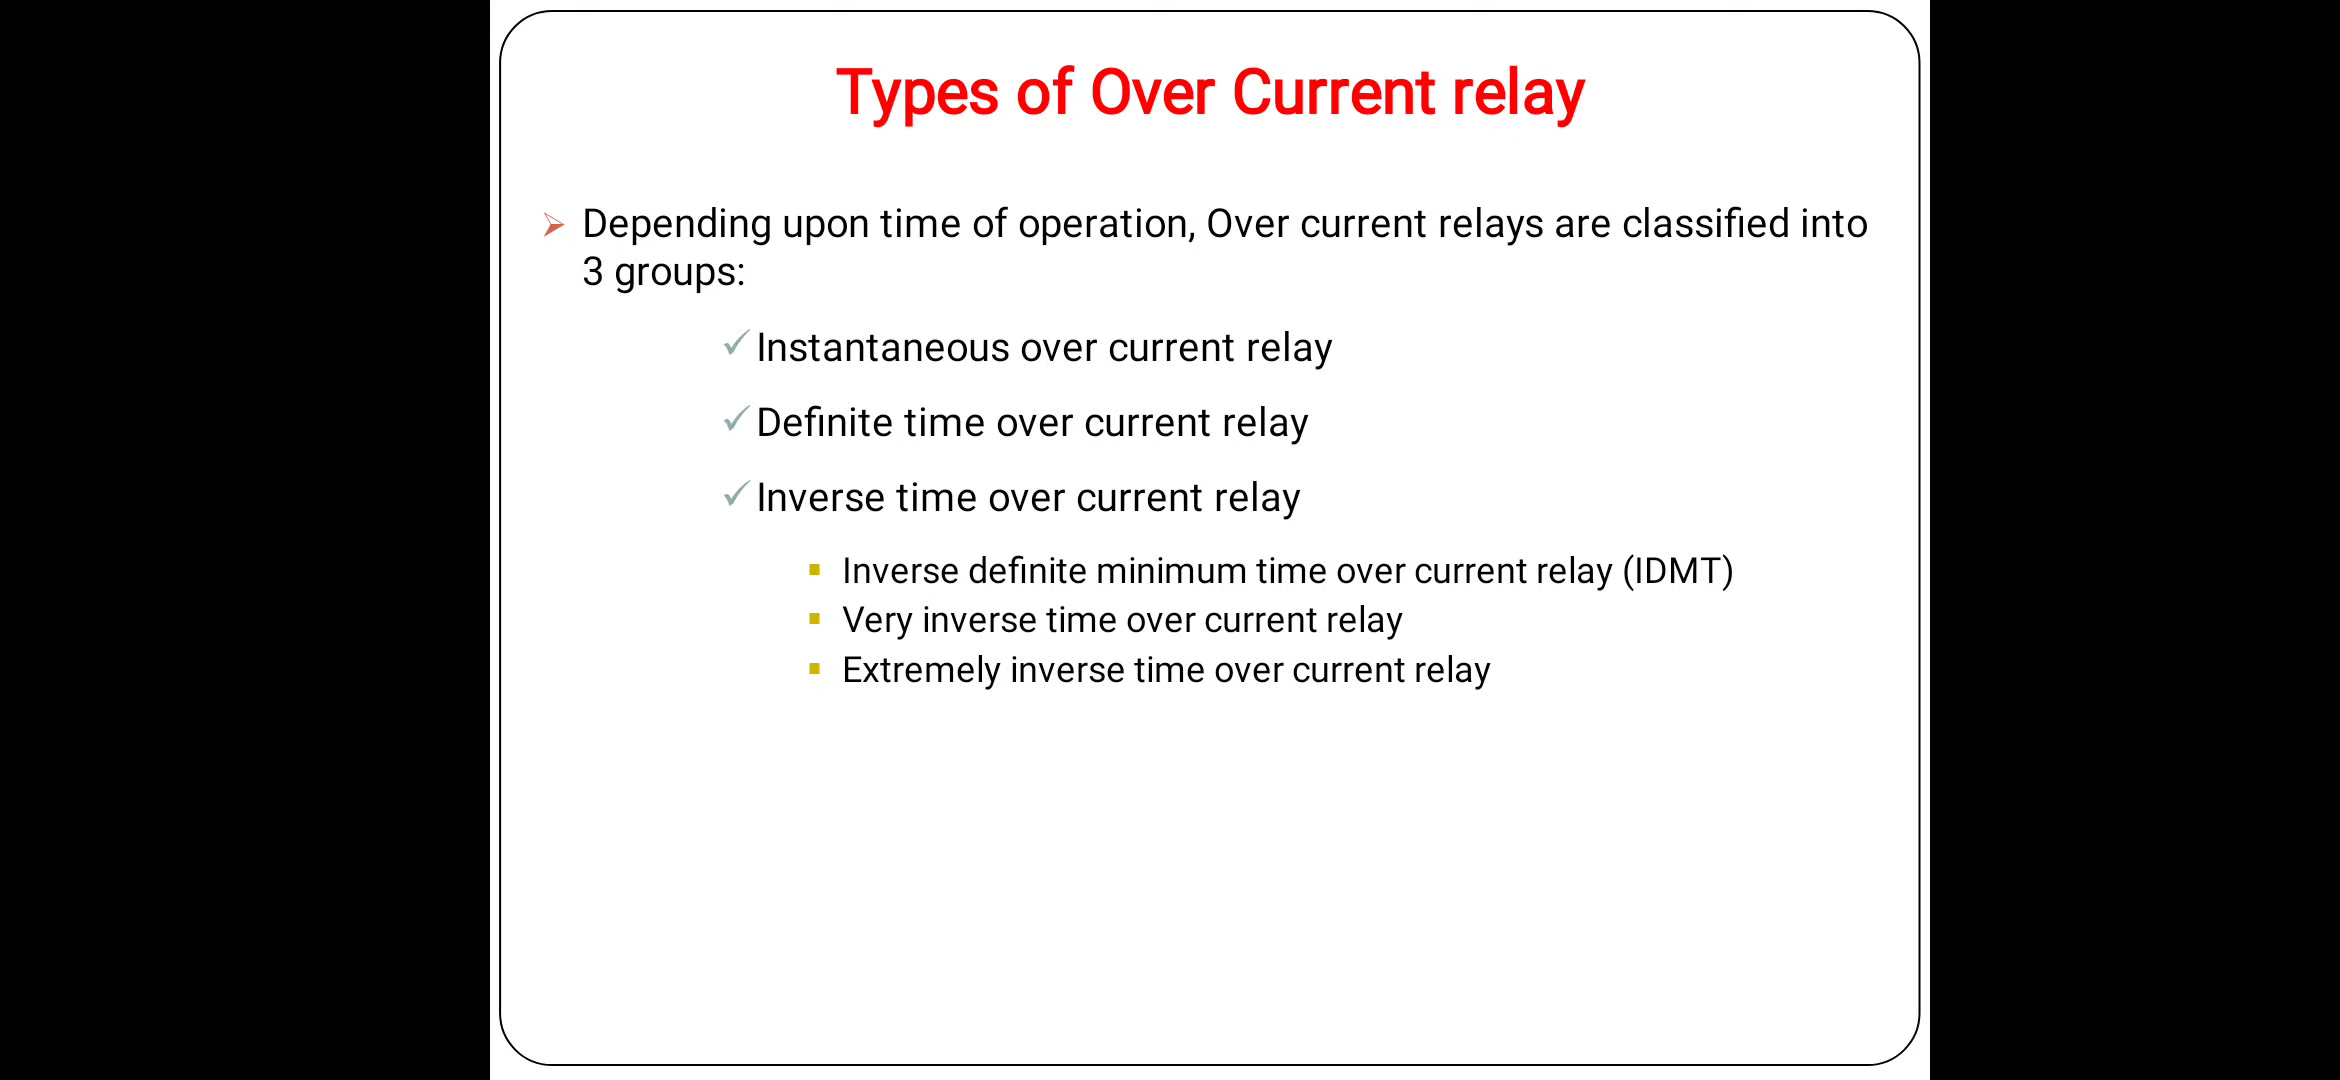 Types of Over Current relay
Depending upon time of operation, Over current relays are classified into
3 groups:
Instantaneous over current relay
Definite time over current relay
Inverse time over current relay
Inverse definite minimum time over current relay (IDMT)
Very inverse time over current relay
Extremely inverse time over current relay